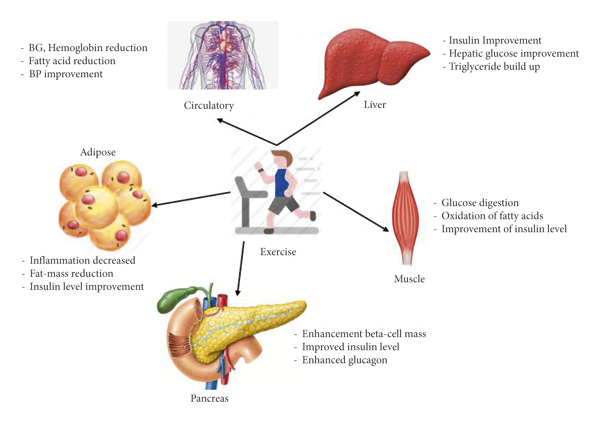 - BG, Hemoglobin reduction
- Fatty acid reduction
- BP improvement
Circulatory
- Insulin Improvement
- Hepatic glucose improvement
- Triglyceride build up
Liver
Adipose
- Inflammation decreased
- Fat-mass reduction
- Insulin level improvement
Exercise
- Glucose digestion
- Oxidation of fatty acids
- Improvement of insulin level
Muscle
- Enhancement beta-cell mass
- Improved insulin level
- Enhanced glucagon
Pancreas